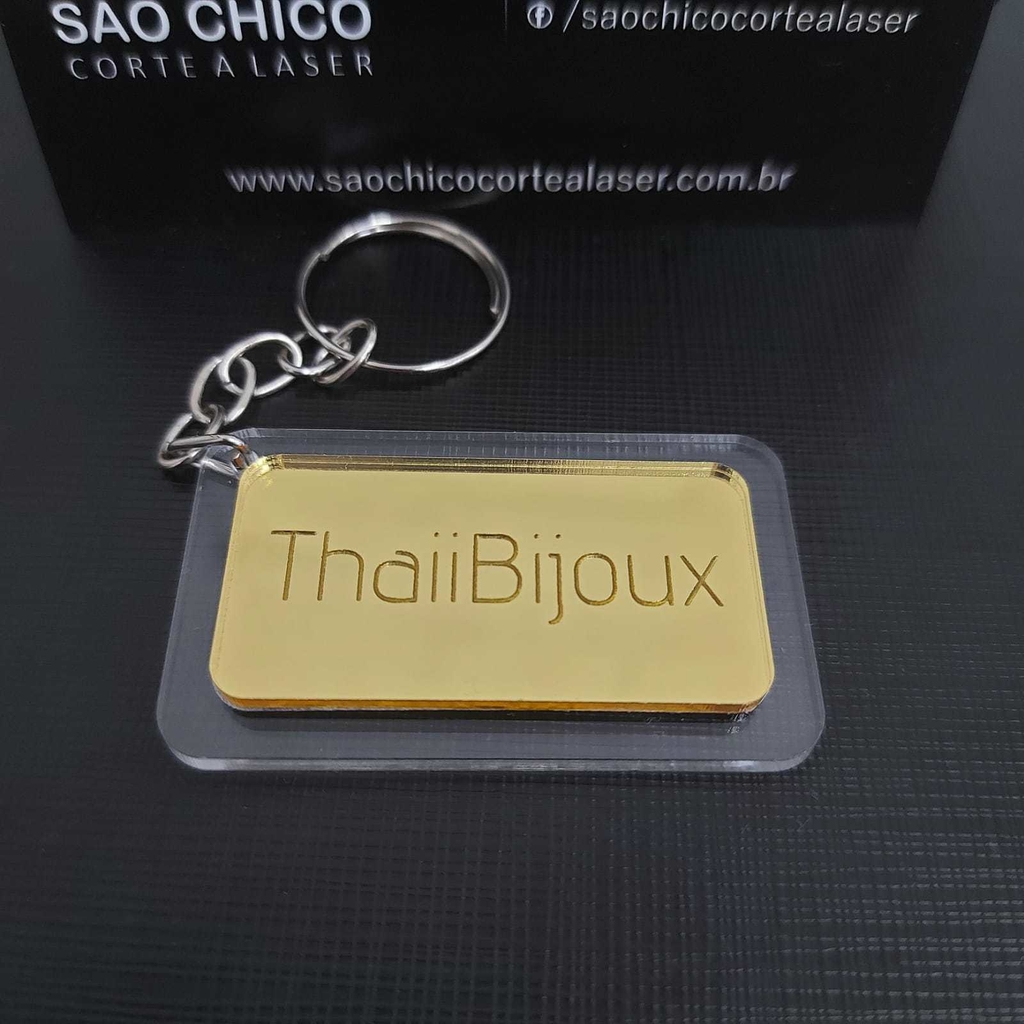 SAO CHICO
CORTE A LASER
/saochicocortealaser
www.saochicocortealaser.com.br
ThaiiBijoux